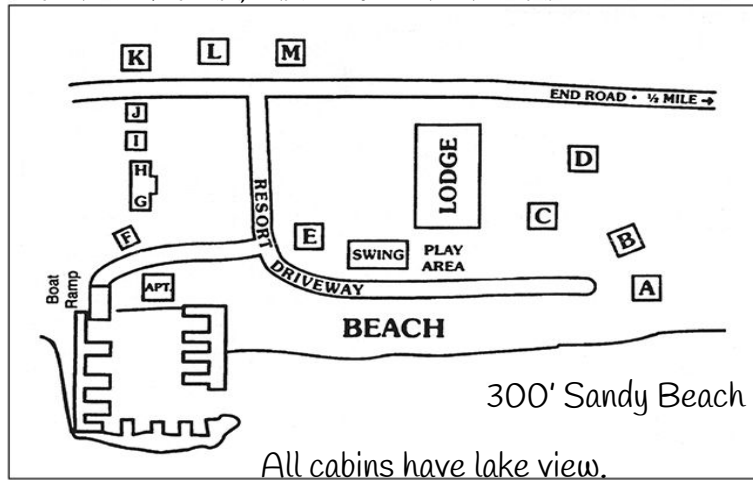 K
L
M
END ROAD • ½ MILE →
J
I
H
G
F
E
D
C
B
A
LODGE
RESORT
DRIVEWAY
SWING
PLAY
AREA
Boat
Ramp
APT.
BEACH
300' Sandy Beach
All cabins have lake view.